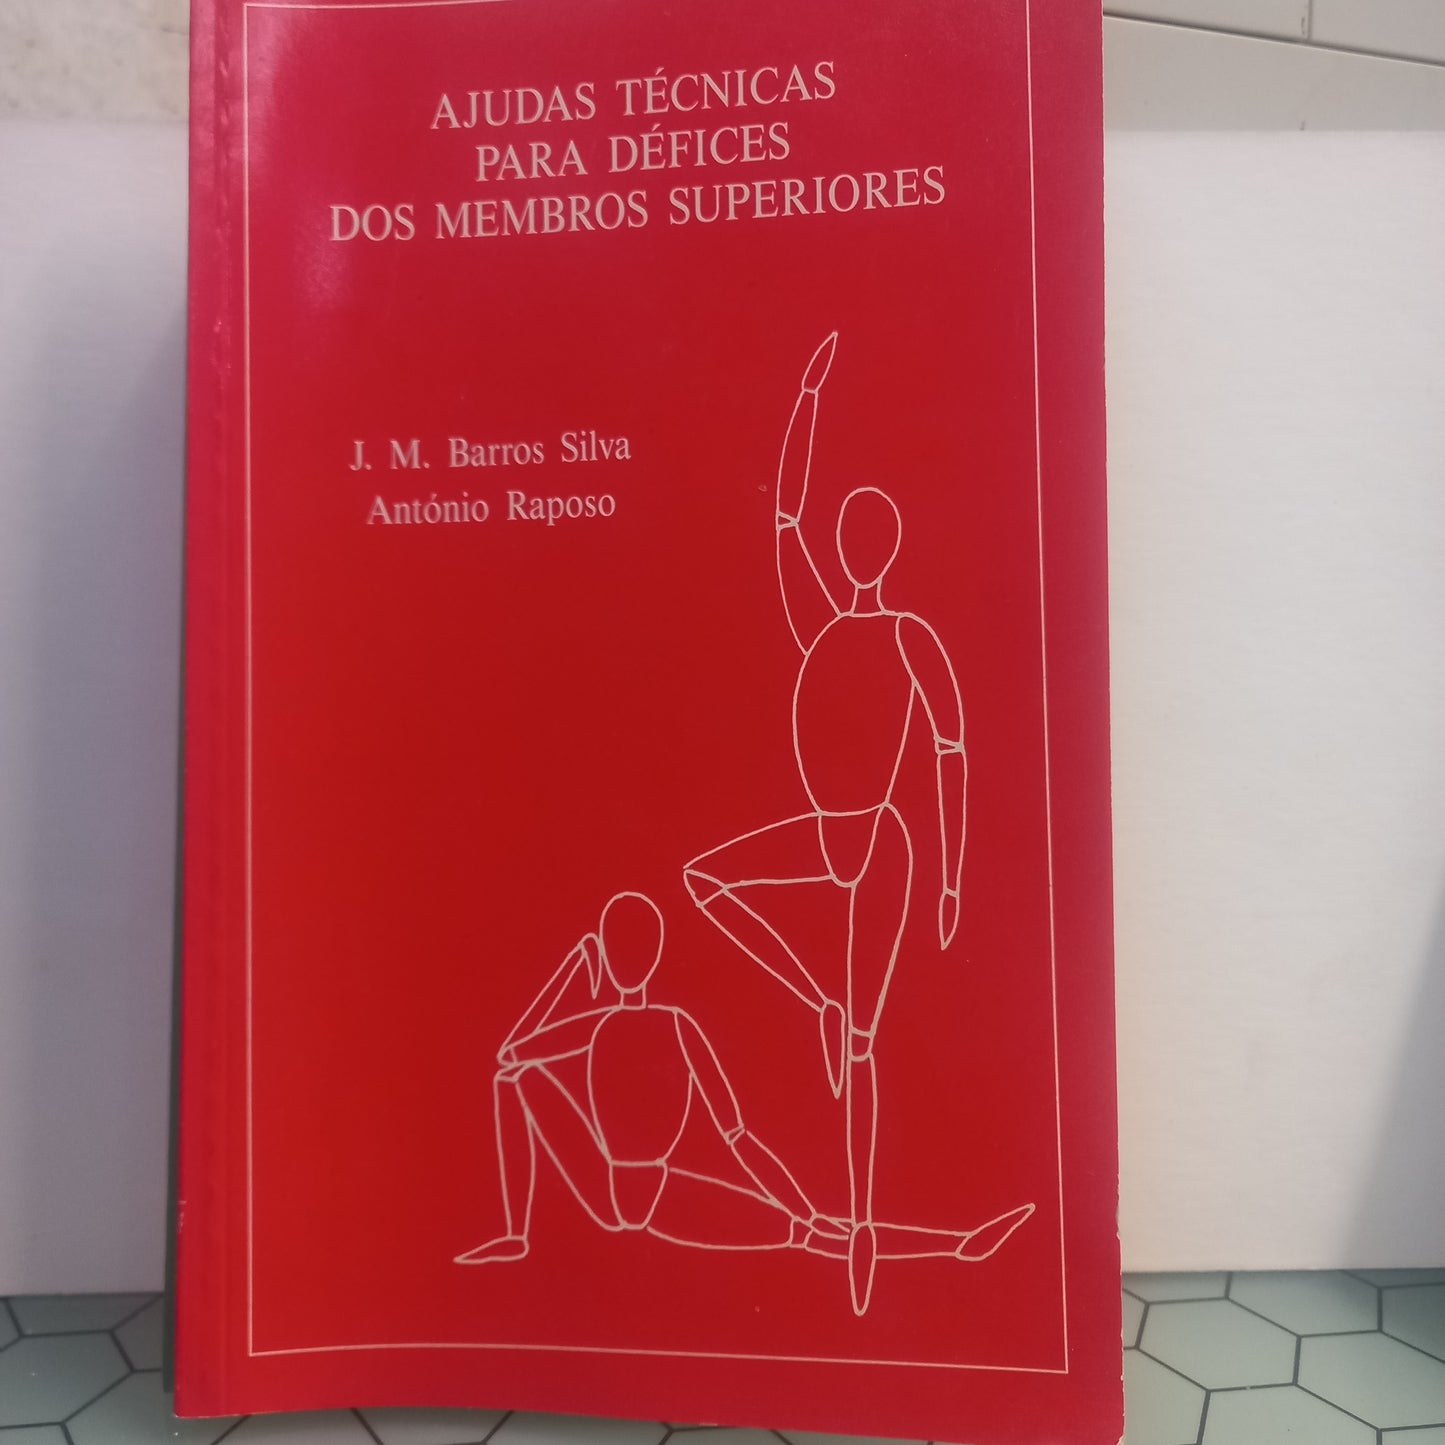 AJUDAS TÉCNICAS
PARA DÉFICES
DOS MEMBROS SUPERIORES
J. M. Barros Silva
António Raposo